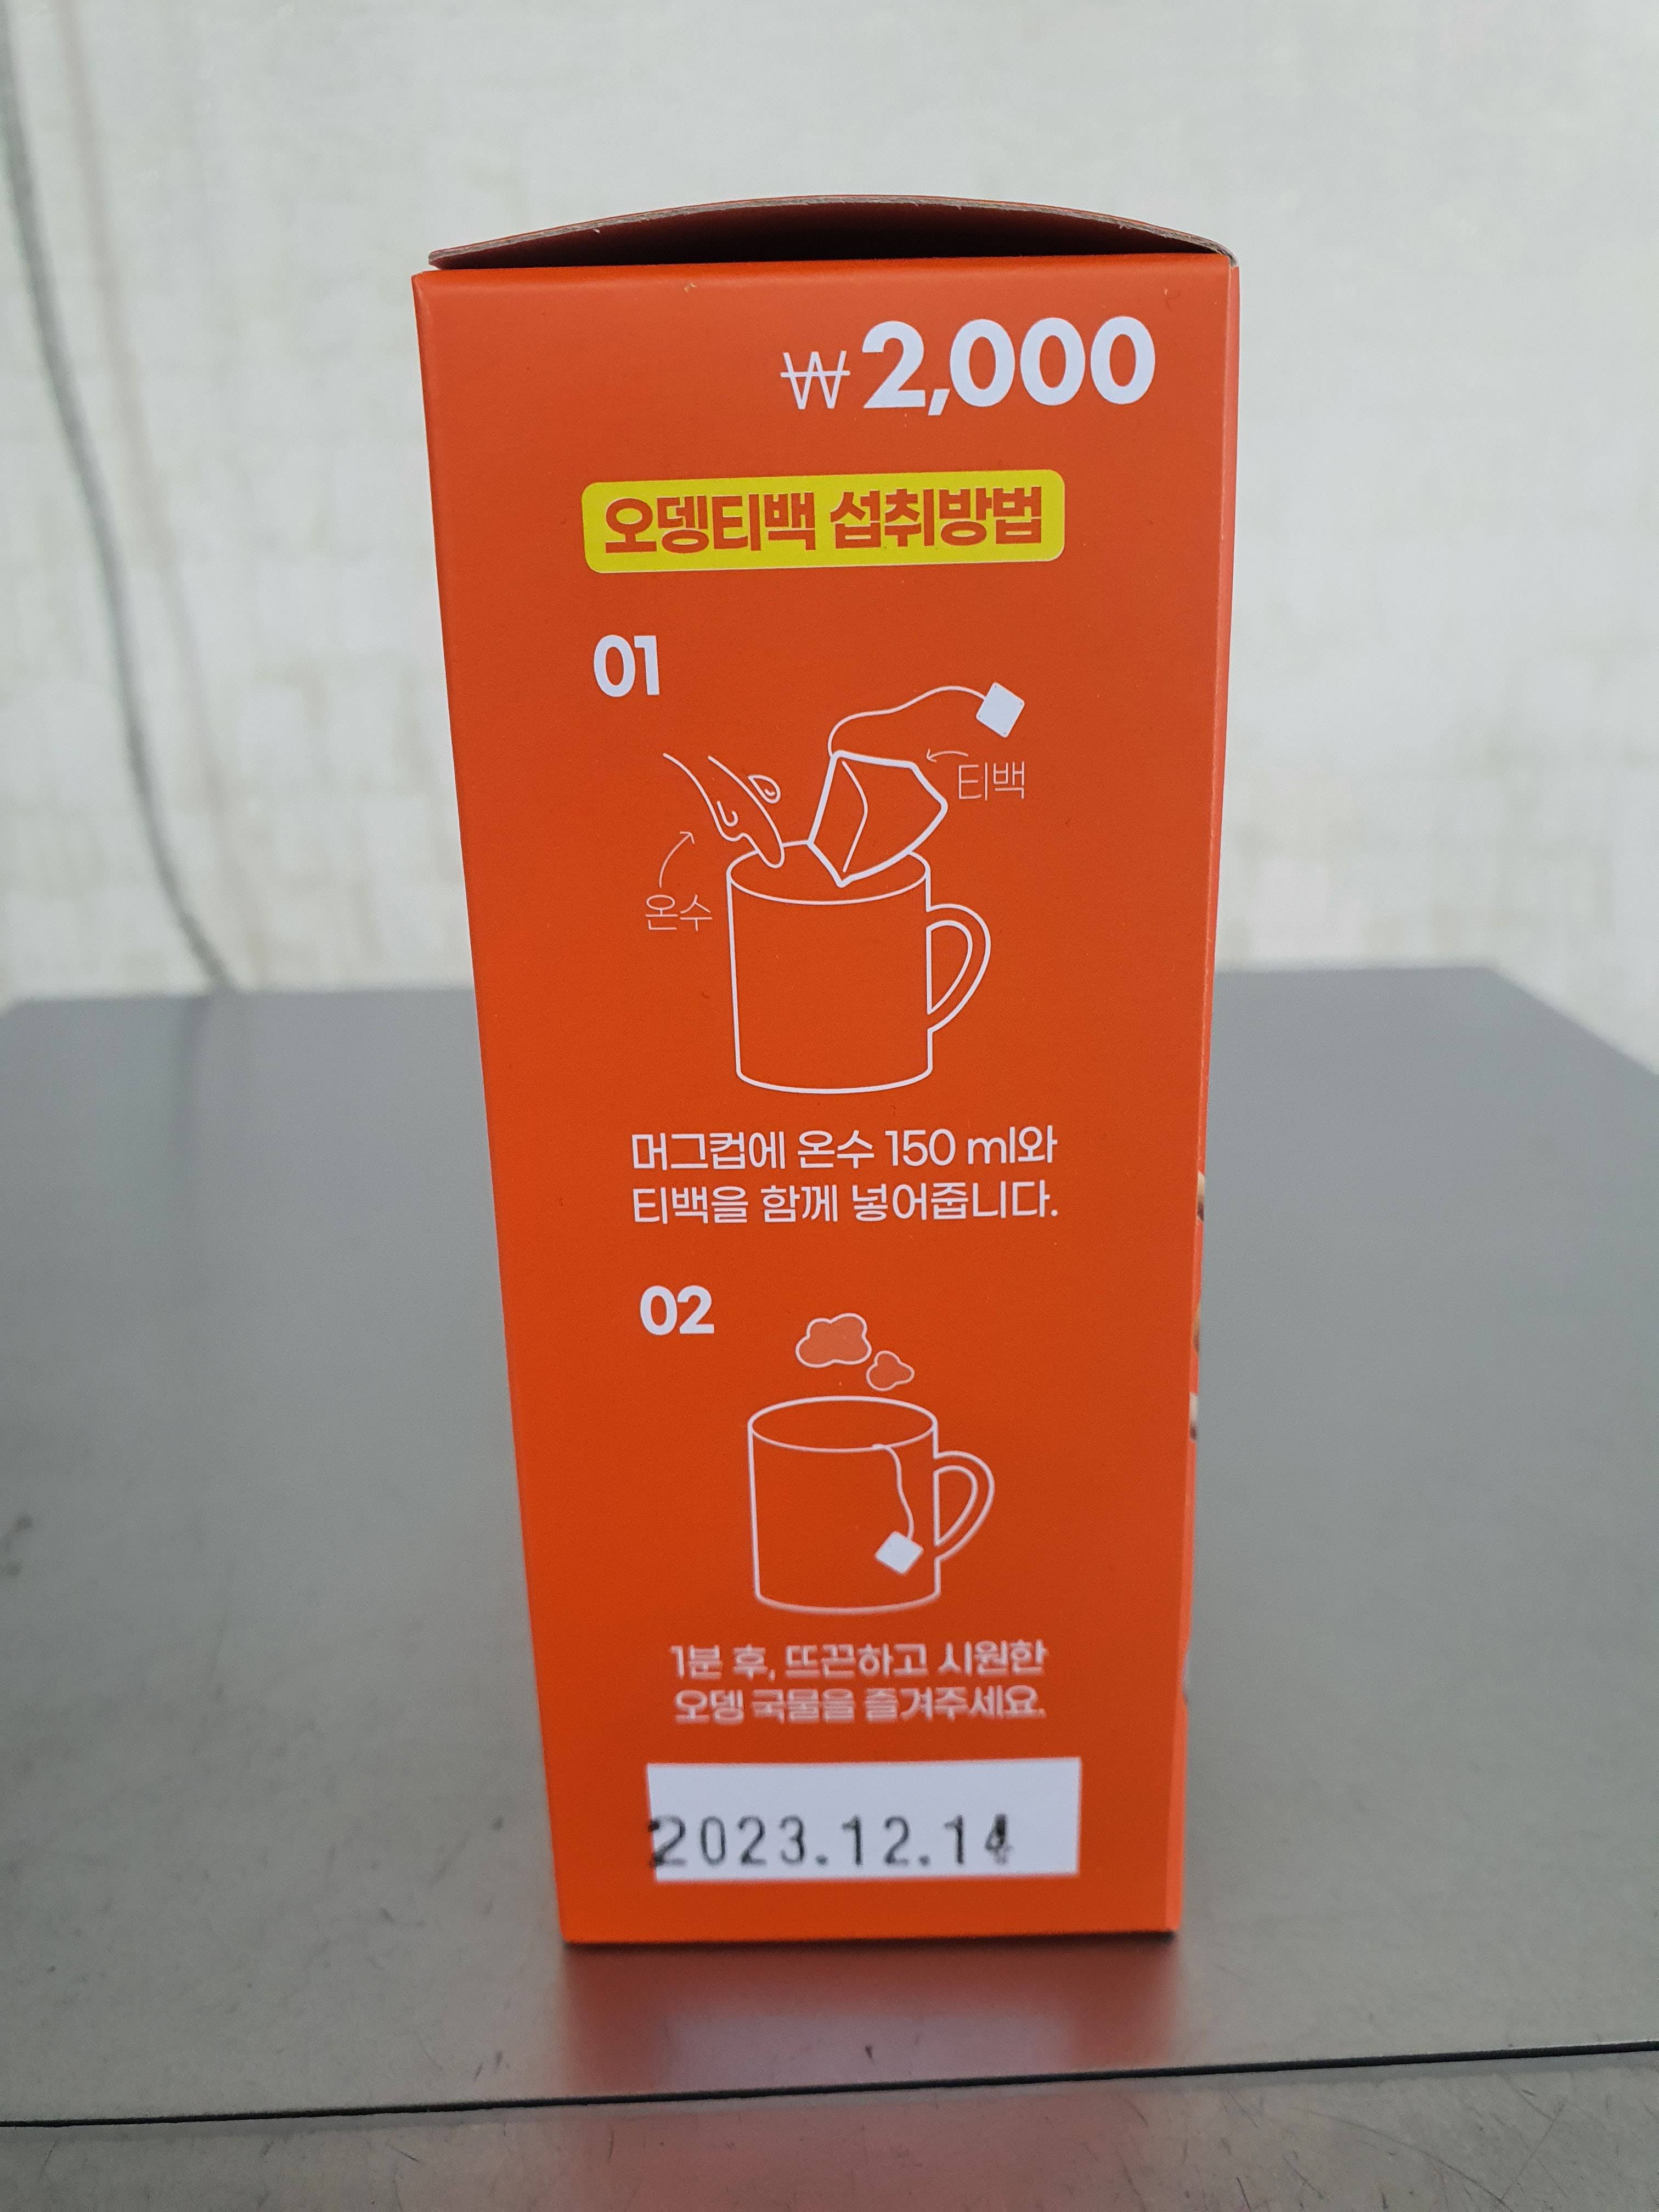 ₩2,000
오뎅티백 섭취방법
01
티백
온수
머그컵에 온수 150 ml와
티백을 함께 넣어줍니다.
02
1분 후, 뜨끈하고 시원한
오뎅 국물을 즐겨주세요.
2023.12.14